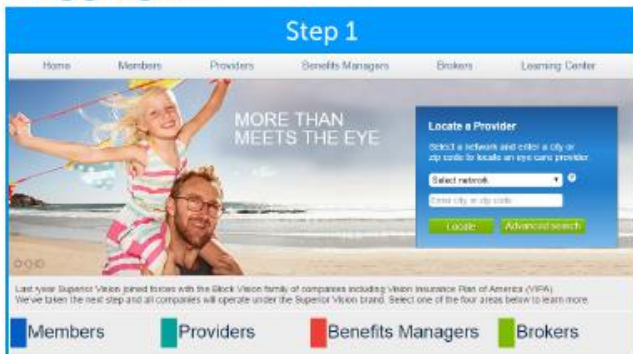 Step 1
Home Members Providers Benefits Managers Brokers Learning Center
MORE THAN
MEETS THE EYE
Locate a Provider
Select a network and enter a city or
zip code to locate an eye care provider.
Select network
Enter city or zip code
Locate Advanced search
Last year Superior Vision joined forces with the Block Vision family of companies including Vision Insurance Plan of America (VIPA).
We've taken the next step and all companies will operate under the Superior Vision brand. Select one of the four areas below to learn more.
Members Providers Benefits Managers Brokers